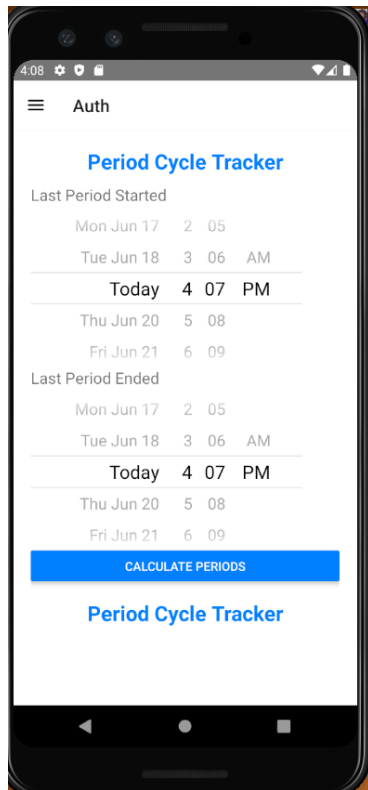 4:08
Auth
Period Cycle Tracker
Last Period Started
Mon Jun 17 2 05
Tue Jun 18 3 06 AM
Today 4 07 PM
Thu Jun 20 5 08
Fri Jun 21 6 09
Last Period Ended
Mon Jun 17 2 05
Tue Jun 18 3 06 AM
Today 4 07 PM
Thu Jun 20 5 08
Fri Jun 21 6 09
CALCULATE PERIODS
Period Cycle Tracker